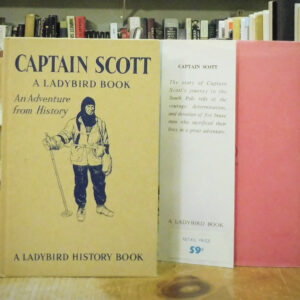 CAPTAIN SCOTT
A LADYBIRD BOOK
An Adventure
from History
A LADYBIRD HISTORY BOOK
CAPTAIN SCOTT
The story of Captain
Scott's journey to the
South Pole tells of the
courage, determination,
and devotion of five brave
men who sacrificed their
lives in a great adventure.
A LADYBIRD BOOK
NET